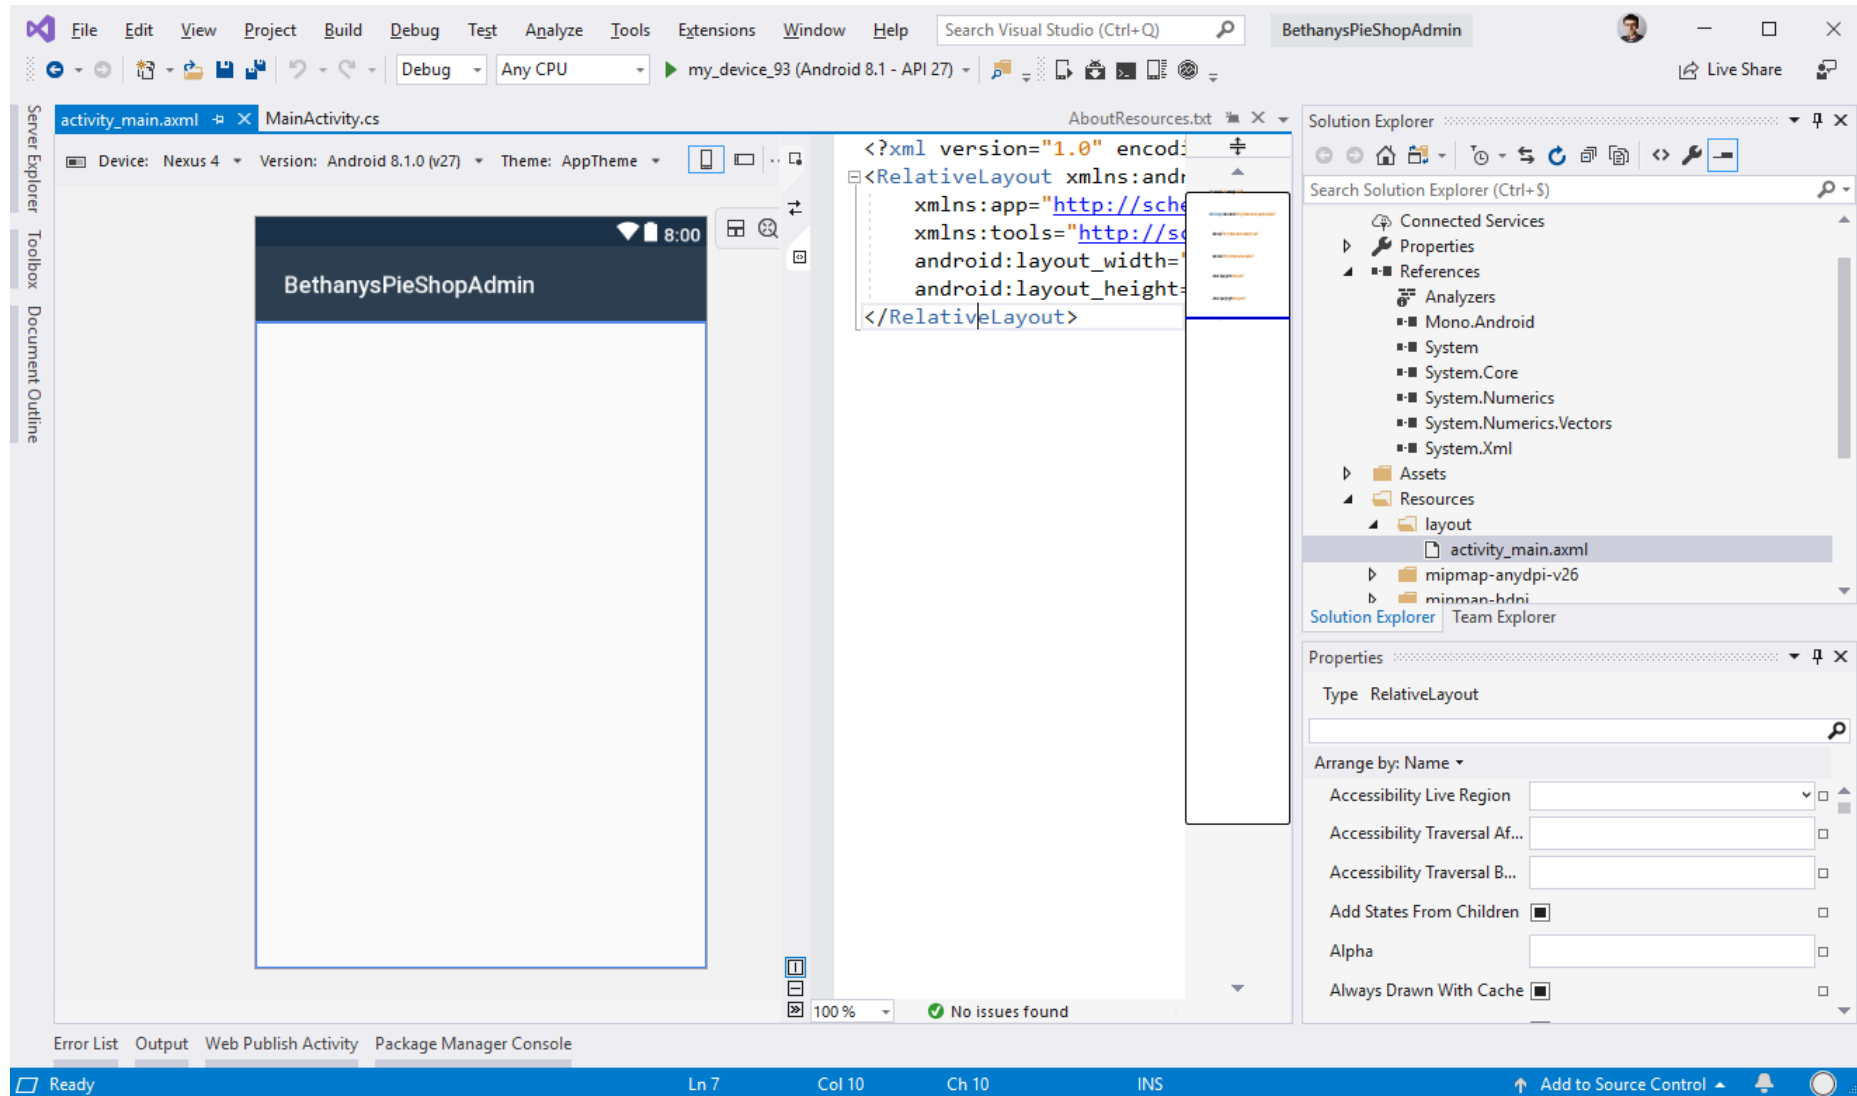 File Edit View Project Build Debug Test Analyze Tools Extensions Window Help Search Visual Studio (Ctrl+Q) BethanysPieShopAdmin
Debug Any CPU my_device_93 (Android 8.1 - API 27) Live Share
Server Explorer
Toolbox
Document Outline
activity_main.axml MainActivity.cs AboutResources.txt
Device: Nexus 4 Version: Android 8.1.0 (v27) Theme: AppTheme
8:00
BethanysPieShopAdmin
<?xml version="1.0" encodi
<RelativeLayout xmlns:andr
xmlns:app="http://sche
xmlns:tools="http://sc
android:layout_width="
android:layout_height=
</RelativeLayout>
100 % No issues found
Solution Explorer
Search Solution Explorer (Ctrl+$)
Connected Services
Properties
References
Analyzers
Mono.Android
System
System.Core
System.Numerics
System.Numerics.Vectors
System.Xml
Assets
Resources
layout
activity_main.axml
mipmap-anydpi-v26
mipmap-hdpi
Solution Explorer Team Explorer
Properties
Type RelativeLayout
Arrange by: Name
Accessibility Live Region
Accessibility Traversal Af...
Accessibility Traversal B...
Add States From Children
Alpha
Always Drawn With Cache
Error List Output Web Publish Activity Package Manager Console
Ready Ln 7 Col 10 Ch 10 INS Add to Source Control